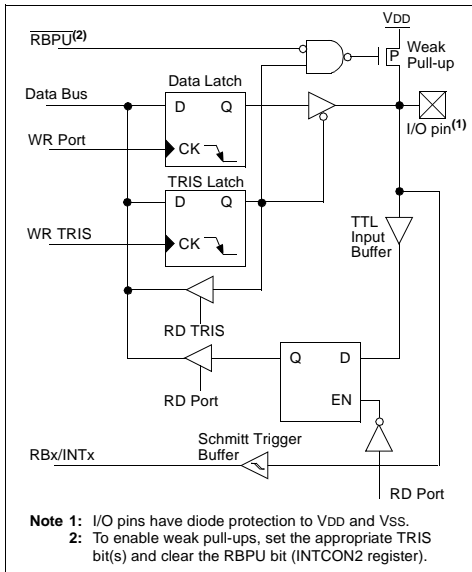 VDD
RBPU(2)
Weak
Pull-up
P
Data Latch
Data Bus
D Q
I/O pin(1)
WR Port
CK
TRIS Latch
D Q
TTL
Input
Buffer
WR TRIS
CK
RD TRIS
Q D
RD Port
EN
Schmitt Trigger
Buffer
RBx/INTx
RD Port
Note 1: I/O pins have diode protection to VDD and VSS.
2: To enable weak pull-ups, set the appropriate TRIS
bit(s) and clear the RBPU bit (INTCON2 register).